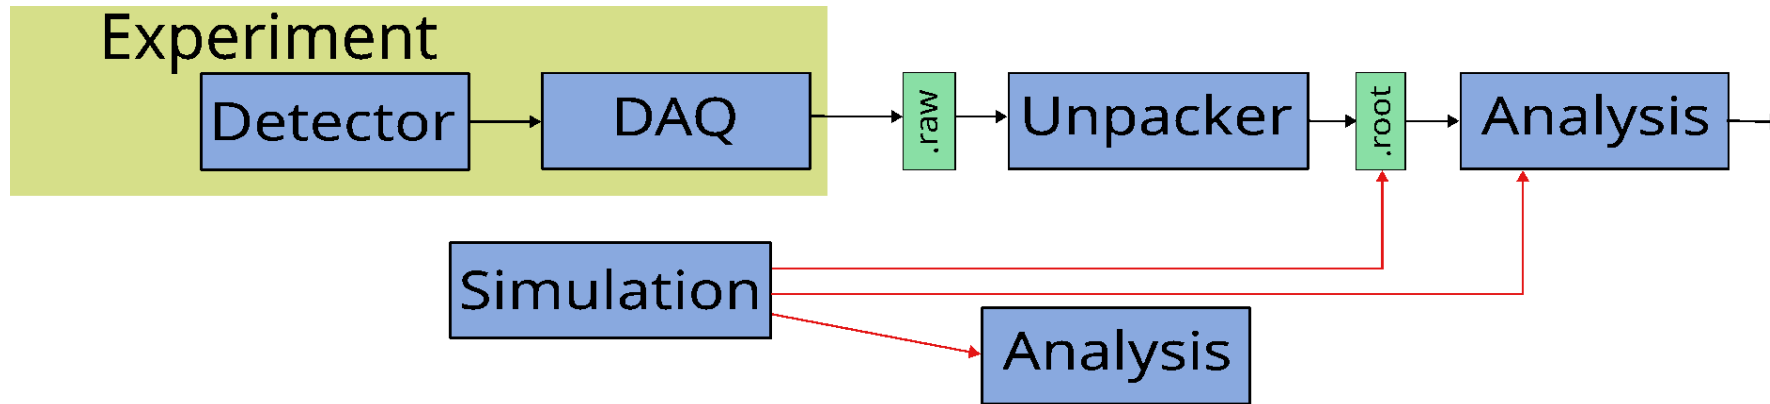 Experiment
Detector
DAQ
.raw
Unpacker
.root
Analysis
Simulation
Analysis